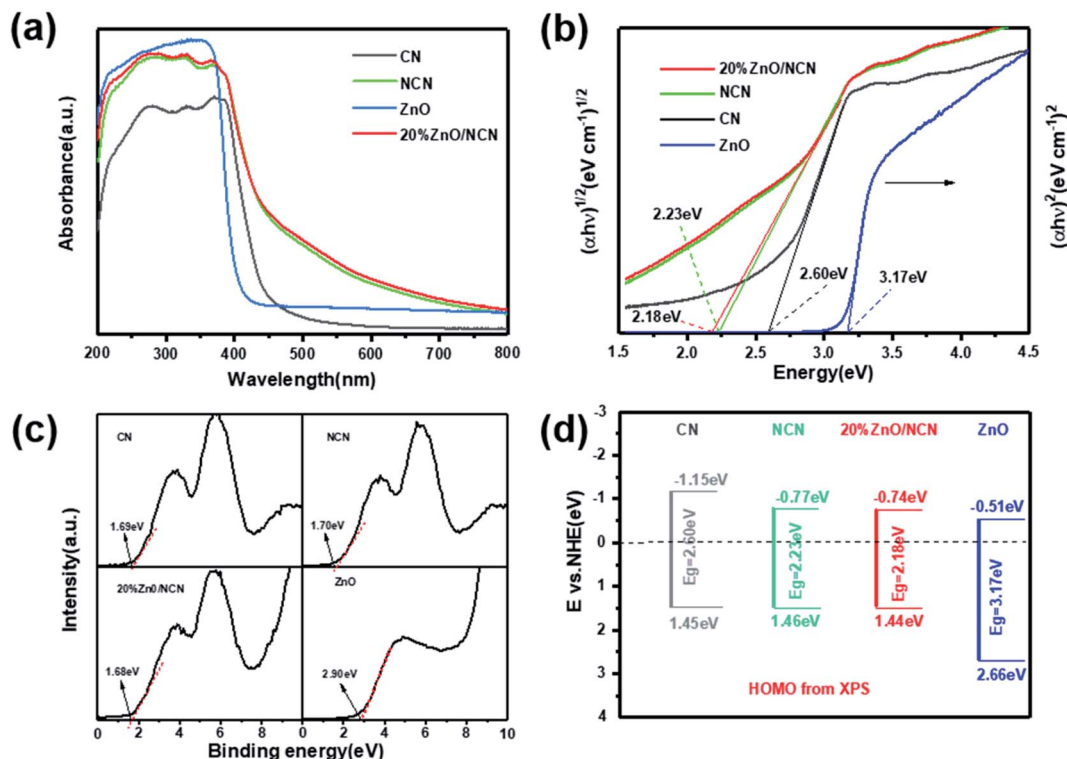 (a)
Absorbance(a.u.)
CN
NCN
ZnO
20%ZnO/NCN
200 300 400 500 600 700 800
Wavelength(nm)
(b)
(αhν)1/2(eV cm⁻¹)1/2
20%ZnO/NCN
NCN
CN
ZnO
2.23eV
2.60eV
3.17eV
2.18eV
(αhν)²(eV cm⁻¹)²
1.5 2.0 2.5 3.0 3.5 4.0 4.5
Energy(eV)
(c)
Intensity(a.u.)
CN
1.69eV
NCN
1.70eV
20%Zn0/NCN
1.68eV
ZnO
2.90eV
0 2 4 6 8 0 2 4 6 8 10
Binding energy(eV)
(d)
E vs.NHE(eV)
-3
-2
-1
0
1
2
3
4
CN NCN 20%ZnO/NCN ZnO
-1.15eV
Eg=2.60eV
1.45eV
-0.77eV
Eg=2.23eV
1.46eV
-0.74eV
Eg=2.18eV
1.44eV
-0.51eV
Eg=3.17eV
2.66eV
HOMO from XPS